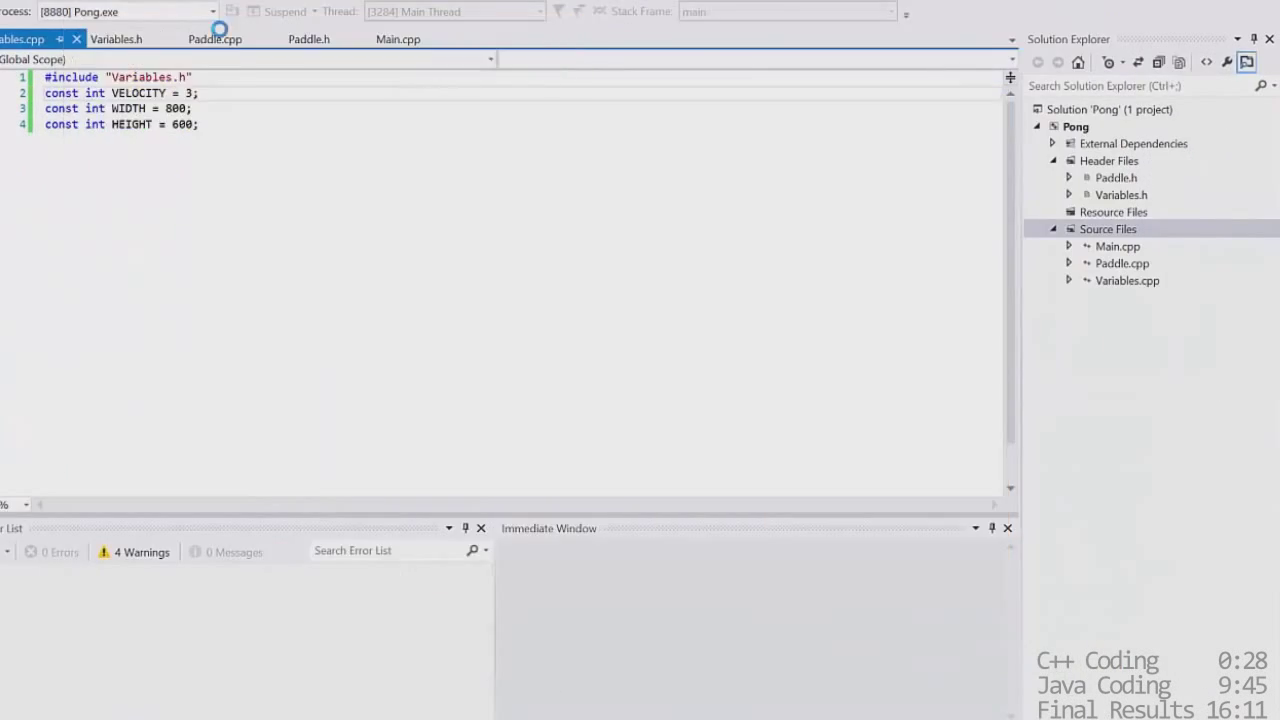 rocess: [8880] Pong.exe Suspend Thread: [3284] Main Thread Stack Frame: main
ables.cpp Variables.h Paddle.cpp Paddle.h Main.cpp
Global Scope)
1 #include "Variables.h"
2 const int VELOCITY = 3;
3 const int WIDTH = 800;
4 const int HEIGHT = 600;
%
r List
0 Errors 4 Warnings 0 Messages Search Error List
Immediate Window
Solution Explorer
Search Solution Explorer (Ctrl+;)
Solution 'Pong' (1 project)
Pong
External Dependencies
Header Files
Paddle.h
Variables.h
Resource Files
Source Files
Main.cpp
Paddle.cpp
Variables.cpp
C++ Coding 0:28
Java Coding 9:45
Final Results 16:11